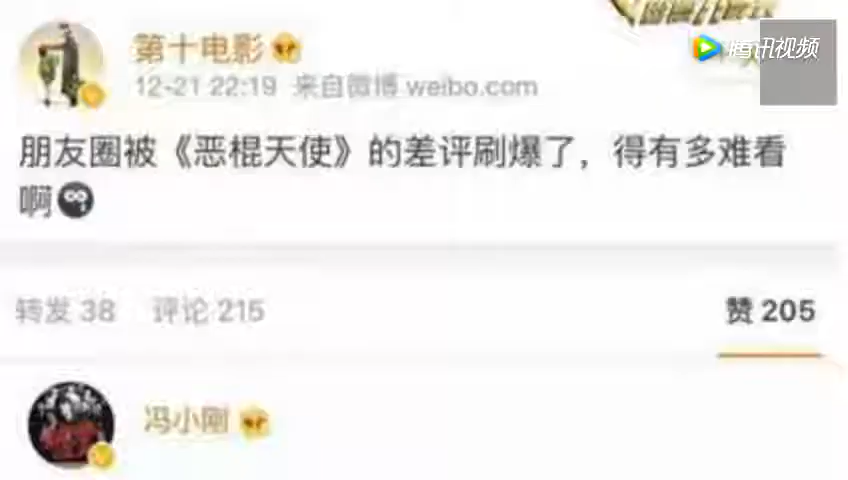 腾讯视频
第十电影
12-21 22:19 来自微博 weibo.com
朋友圈被《恶棍天使》的差评刷爆了，得有多难看
啊
转发 38 评论 215 赞 205
冯小刚